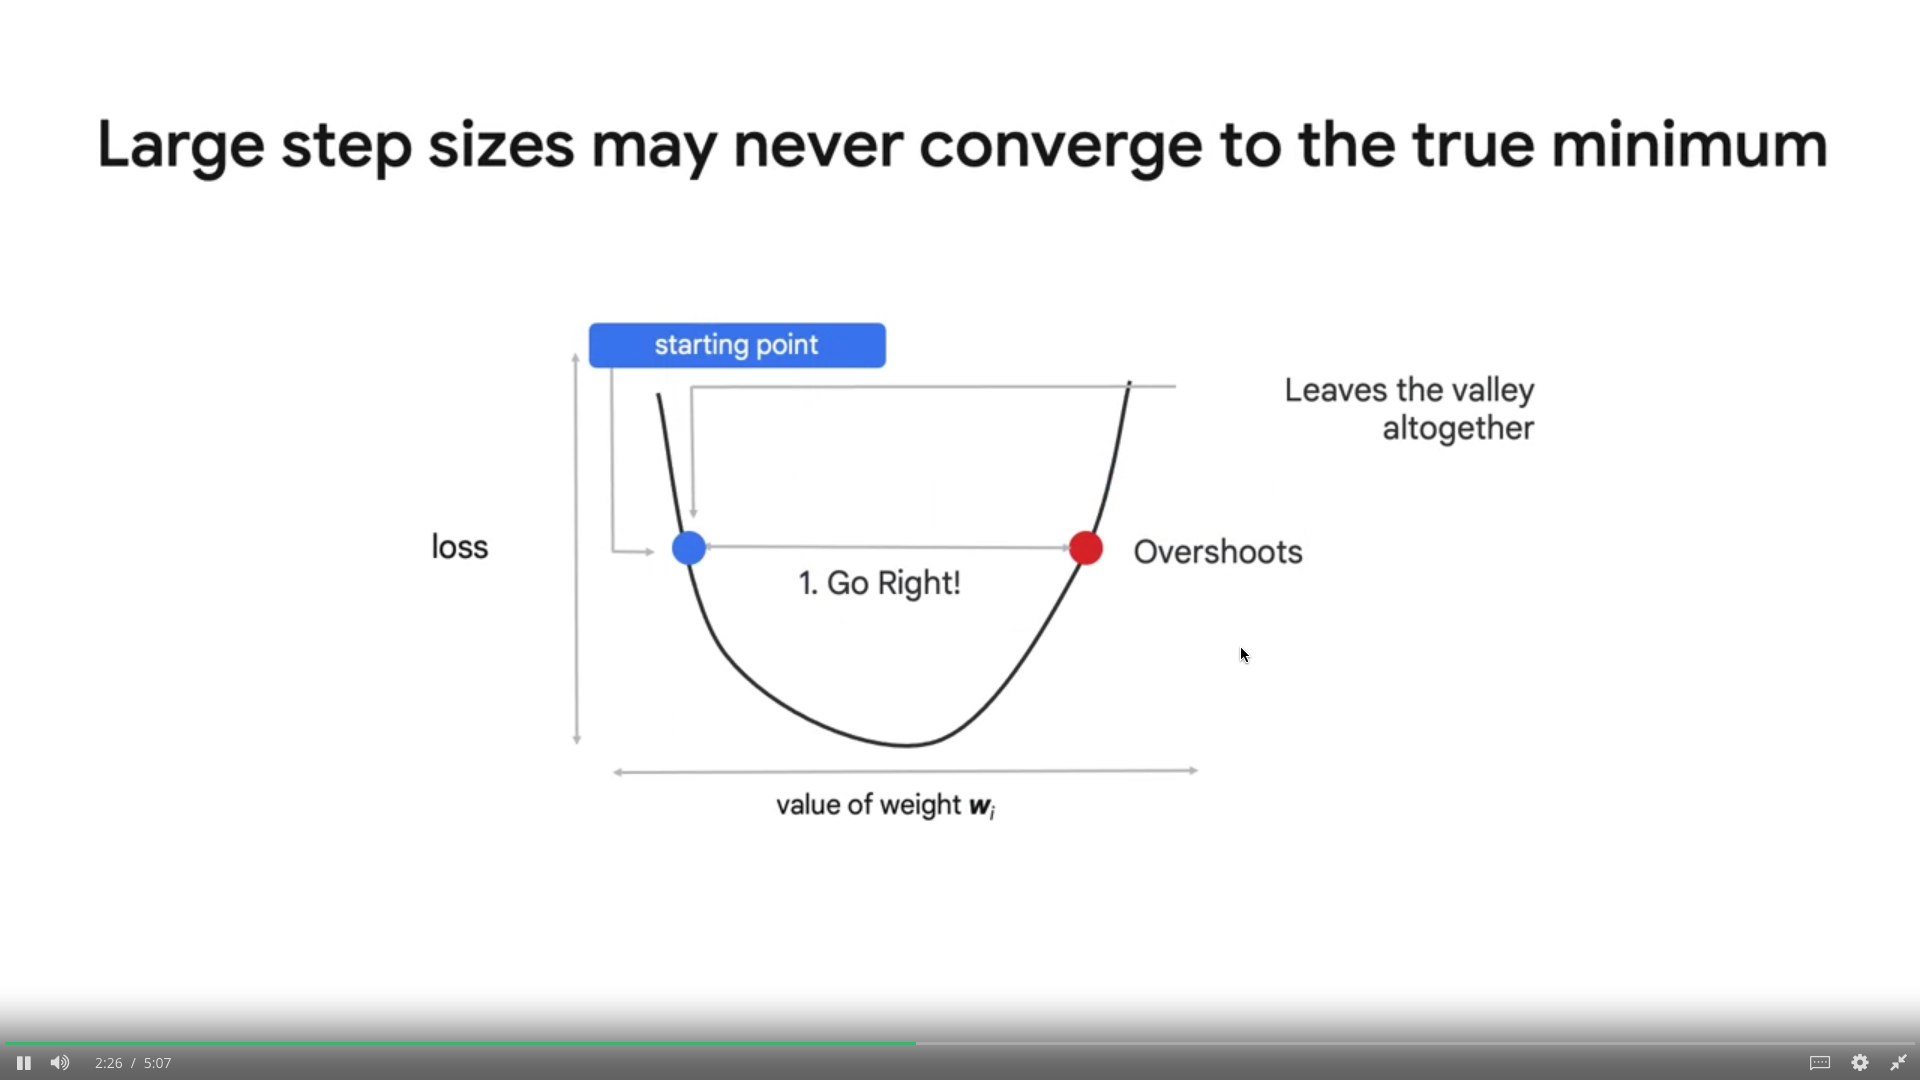 Large step sizes may never converge to the true minimum
starting point
Leaves the valley
altogether
loss
Overshoots
1. Go Right!
value of weight wi
2:26 / 5:07